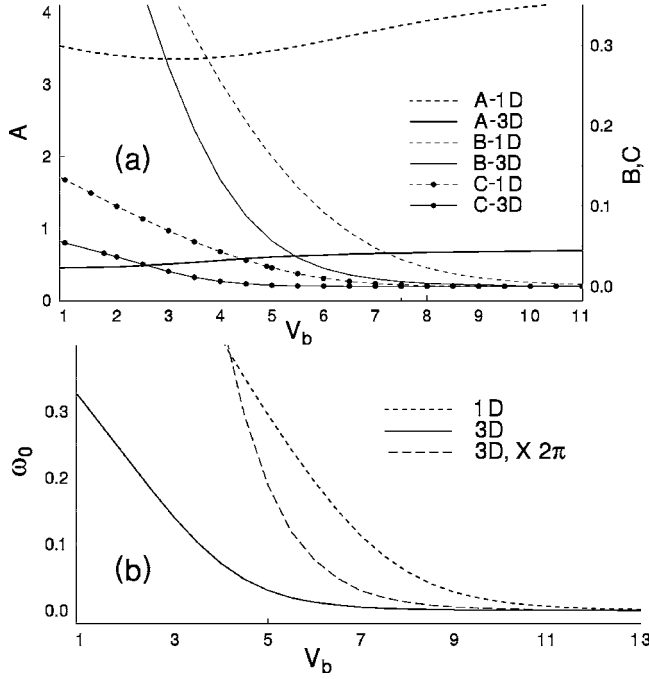 4
3
2
1
0
A
(a)
A-1D
A-3D
B-1D
B-3D
C-1D
C-3D
0.3
0.2
0.1
0.0
B,C
1 2 3 4 5 6 7 8 9 10 11
V_b
0.3
0.2
0.1
0.0
ω₀
(b)
1D
3D
3D, X 2π
1 3 5 7 9 11 13
V_b